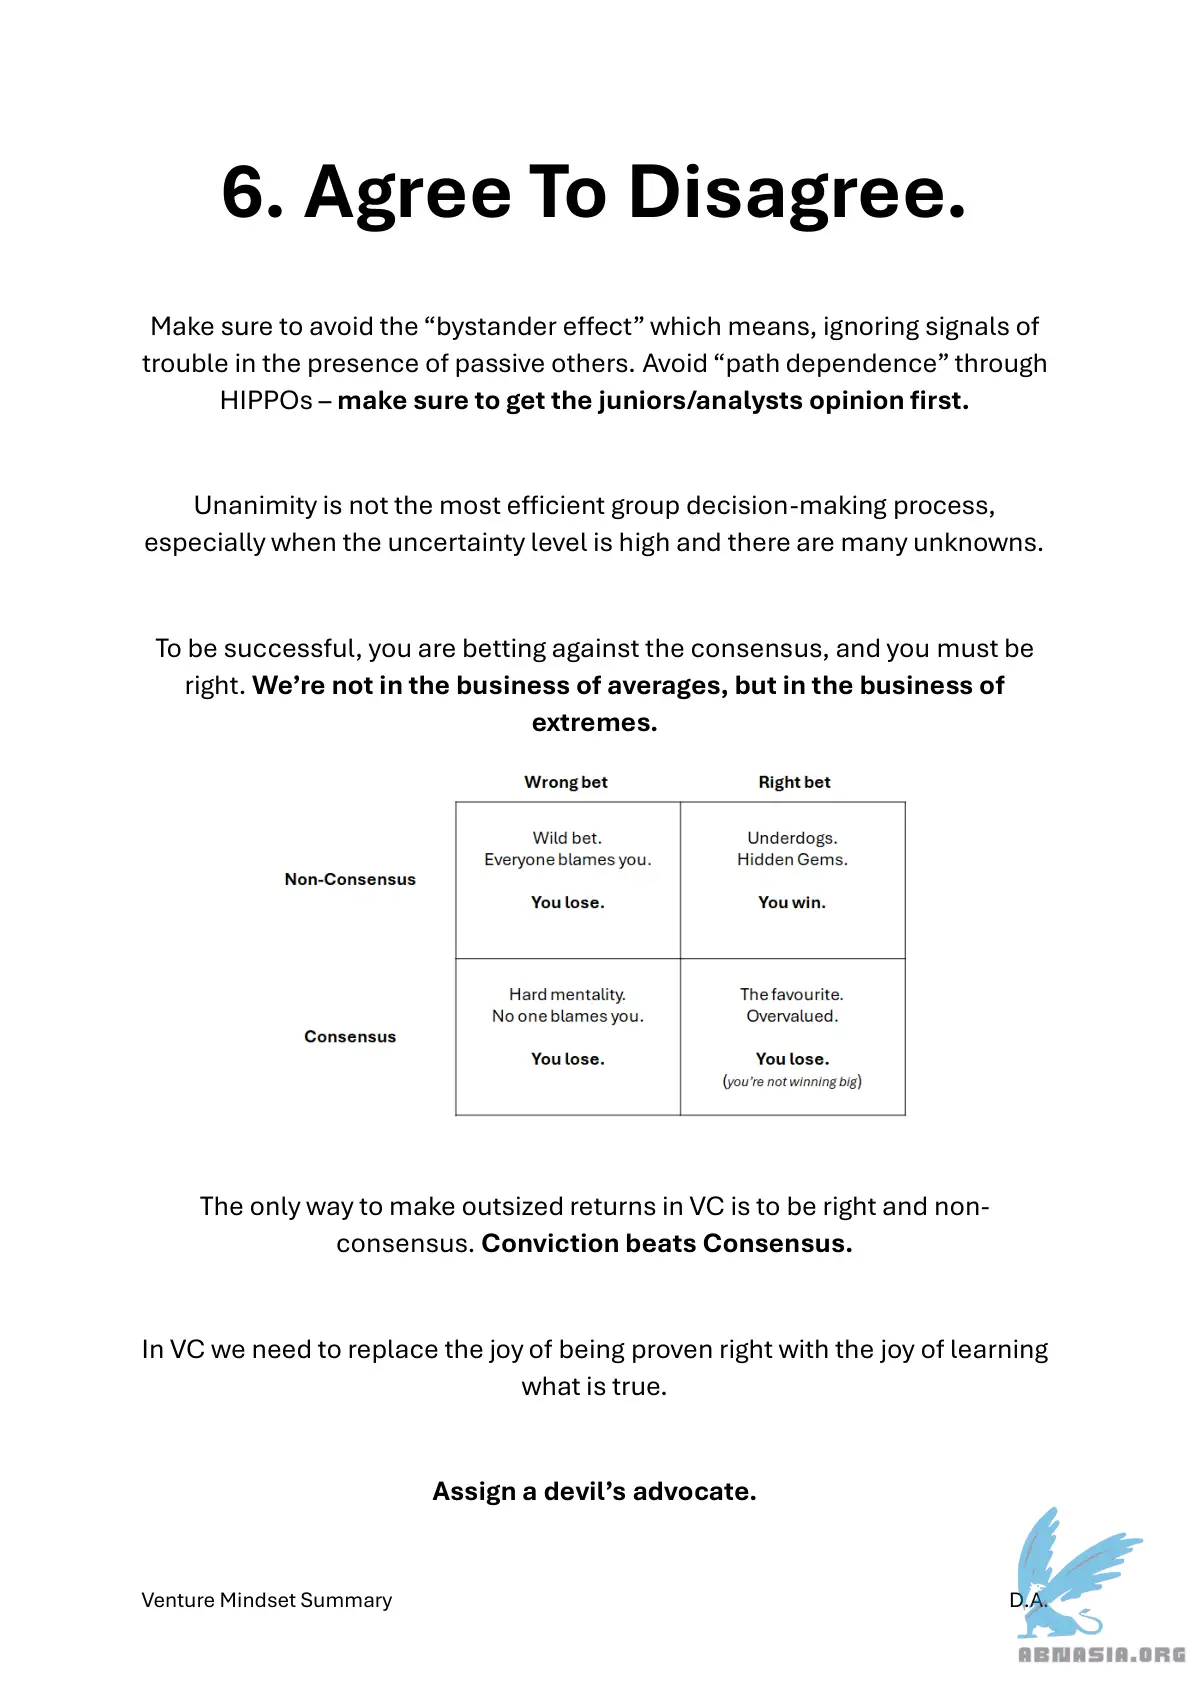 6. Agree To Disagree.
Make sure to avoid the “bystander effect” which means, ignoring signals of
trouble in the presence of passive others. Avoid “path dependence” through
HIPPOs – make sure to get the juniors/analysts opinion first.
Unanimity is not the most efficient group decision-making process,
especially when the uncertainty level is high and there are many unknowns.
To be successful, you are betting against the consensus, and you must be
right. We’re not in the business of averages, but in the business of
extremes.
Wrong bet
Right bet
Non-Consensus
Wild bet.
Everyone blames you.
You lose.
Underdogs.
Hidden Gems.
You win.
Consensus
Hard mentality.
No one blames you.
You lose.
The favourite.
Overvalued.
You lose.
(you’re not winning big)
The only way to make outsized returns in VC is to be right and non-
consensus. Conviction beats Consensus.
In VC we need to replace the joy of being proven right with the joy of learning
what is true.
Assign a devil’s advocate.
Venture Mindset Summary
D.A.
ABNASIA.ORG